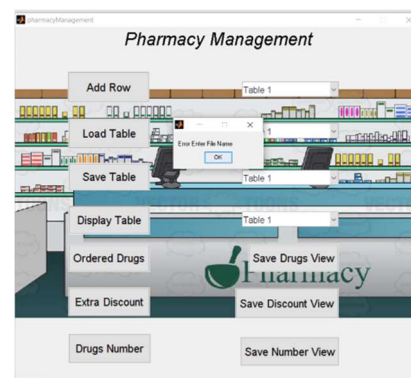 pharmacyManagement
Pharmacy Management
Add Row
Table 1
Load Table
1
Error Enter File Name
OK
Save Table
Table 1
Display Table
Table 1
Ordered Drugs
Save Drugs View
Pharmacy
Extra Discount
Save Discount View
Drugs Number
Save Number View